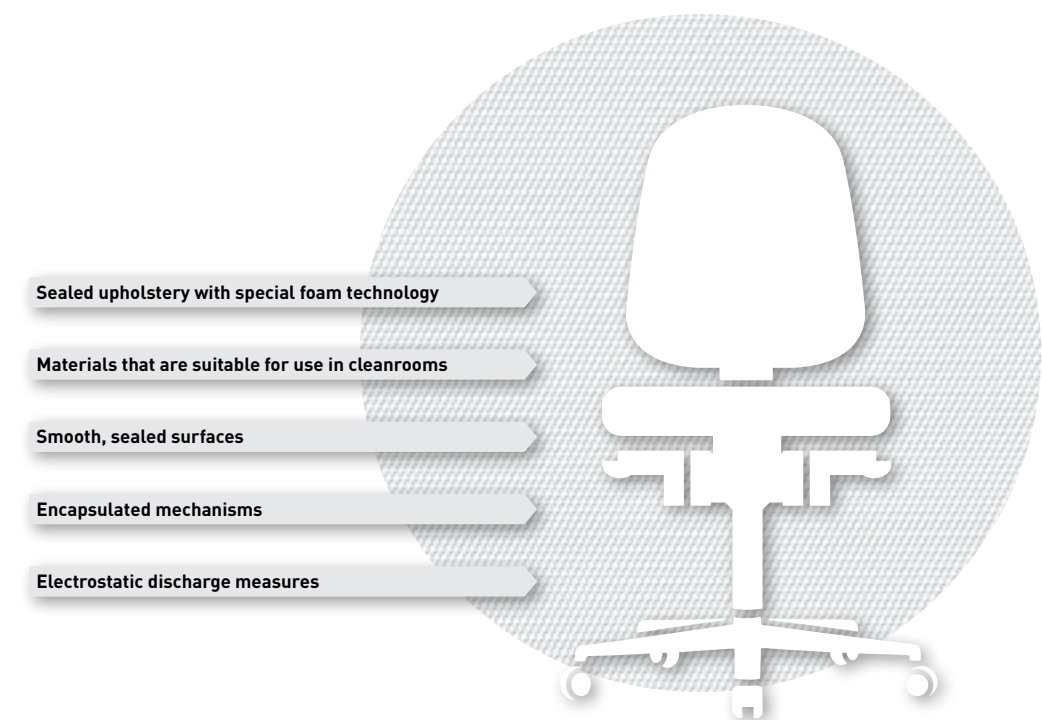 Sealed upholstery with special foam technology
Materials that are suitable for use in cleanrooms
Smooth, sealed surfaces
Encapsulated mechanisms
Electrostatic discharge measures